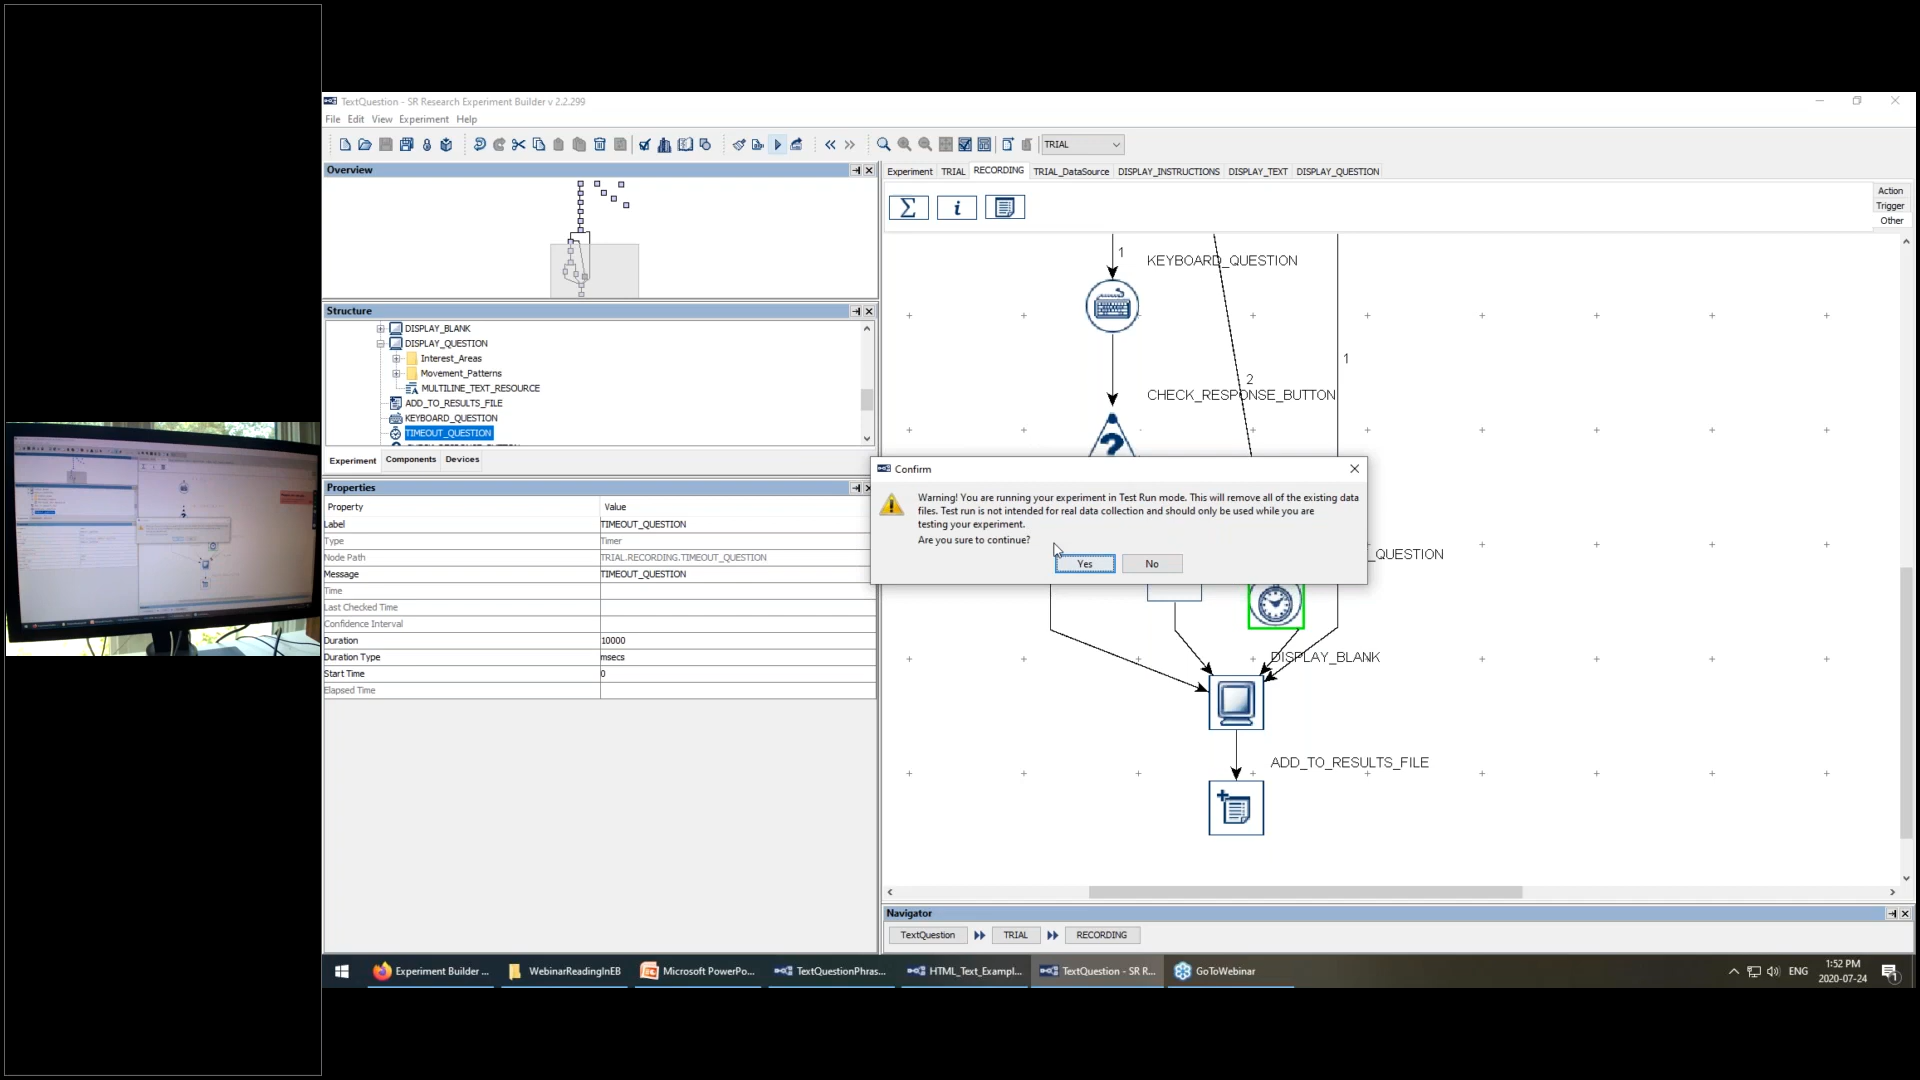 TextQuestion - SR Research Experiment Builder v 2.2.299
File Edit View Experiment Help
TRIAL
Overview
Structure
DISPLAY_BLANK
DISPLAY_QUESTION
Interest_Areas
Movement_Patterns
MULTILINE_TEXT_RESOURCE
ADD_TO_RESULTS_FILE
KEYBOARD_QUESTION
TIMEOUT_QUESTION
Experiment Components Devices
Properties
Property Value
Label TIMEOUT_QUESTION
Type Timer
Node Path TRIAL.RECORDING.TIMEOUT_QUESTION
Message TIMEOUT_QUESTION
Time
Last Checked Time
Confidence Interval
Duration 10000
Duration Type msecs
Start Time 0
Elapsed Time
Experiment TRIAL RECORDING TRIAL_DataSource DISPLAY_INSTRUCTIONS DISPLAY_TEXT DISPLAY_QUESTION
Action
Trigger
Other
1
KEYBOARD_QUESTION
1
2
CHECK_RESPONSE_BUTTON
Confirm
Warning! You are running your experiment in Test Run mode. This will remove all of the existing data
files. Test run is not intended for real data collection and should only be used while you are
testing your experiment.
Are you sure to continue?
Yes No
_QUESTION
DISPLAY_BLANK
ADD_TO_RESULTS_FILE
Navigator
TextQuestion TRIAL RECORDING
Experiment Builder ... WebinarReadingInEB Microsoft PowerPo... TextQuestionPhras... HTML_Text_Exampl... TextQuestion - SR R... GoToWebinar
ENG
1:52 PM
2020-07-24
1